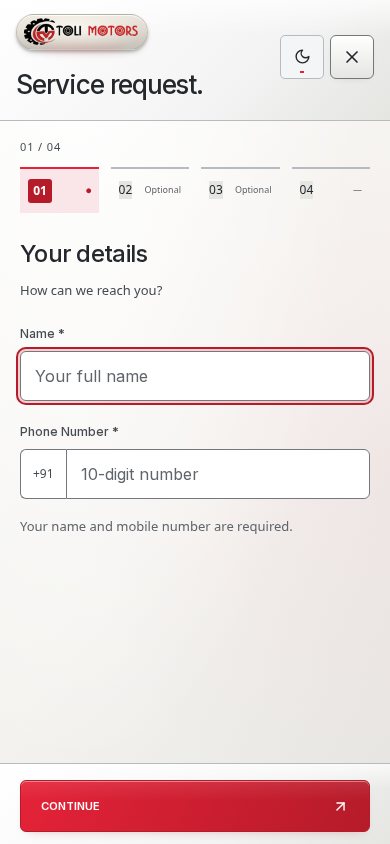 TOLI MOTORS
Service request.
01 / 04
01
02 Optional
03 Optional
04 —
Your details
How can we reach you?
Name *
Your full name
Phone Number *
+91 10-digit number
Your name and mobile number are required.
CONTINUE